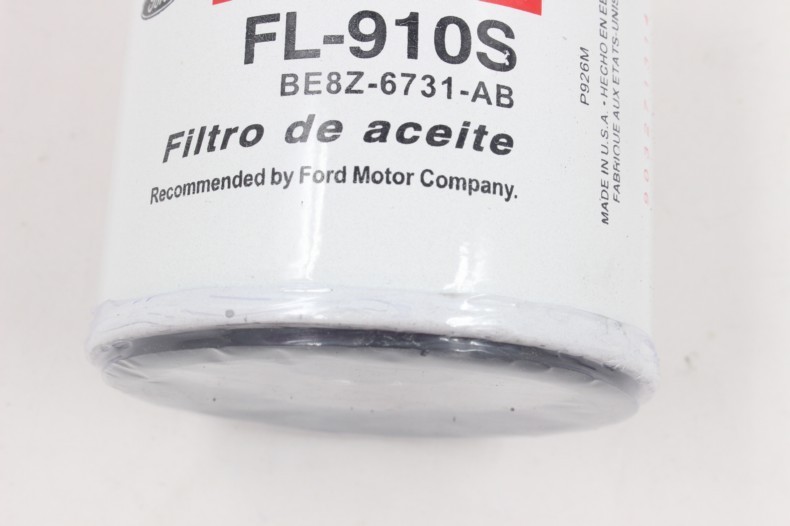 FL-910S
BE8Z-6731-AB
Filtro de aceite
Recommended by Ford Motor Company.
P926M
MADE IN U.S.A. • HECHO EN
FABRIQUE AUX ETATS-UNIS